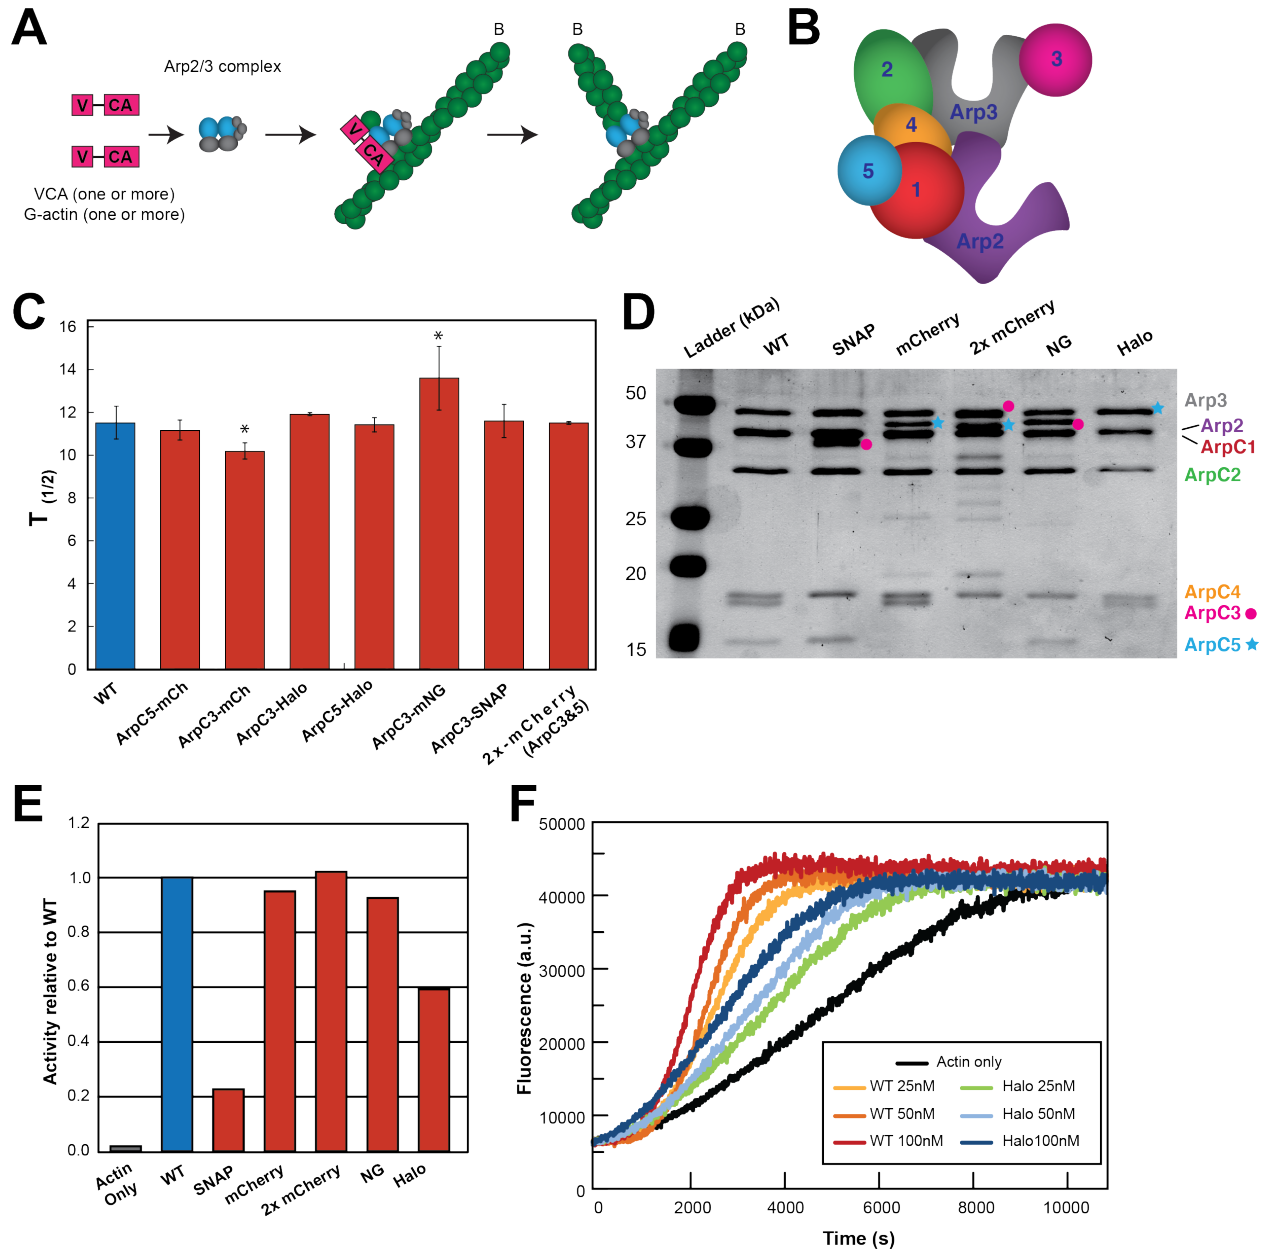 A
Arp2/3 complex
B
B
B
V
CA
V
CA
VCA (one or more)
G-actin (one or more)
V
CA
B
2
3
Arp3
4
5
1
Arp2
C
T (1/2)
16
14
12
10
8
6
4
2
0
*
*
WT
ArpC5-mCh
ArpC3-mCh
ArpC3-Halo
ArpC5-Halo
ArpC3-mNG
ArpC3-SNAP
2x-mCherry
(ArpC3&5)
D
Ladder (kDa)
WT
SNAP
mCherry
2x mCherry
NG
Halo
50
37
25
20
15
Arp3
Arp2
ArpC1
ArpC2
ArpC4
ArpC3
ArpC5
E
Activity relative to WT
1.2
1.0
0.8
0.6
0.4
0.2
0.0
Actin
Only
WT
SNAP
mCherry
2x mCherry
NG
Halo
F
Fluorescence (a.u.)
50000
40000
30000
20000
10000
0
Actin only
WT 25nM
Halo 25nM
WT 50nM
Halo 50nM
WT 100nM
Halo100nM
0
2000
4000
6000
8000
10000
Time (s)